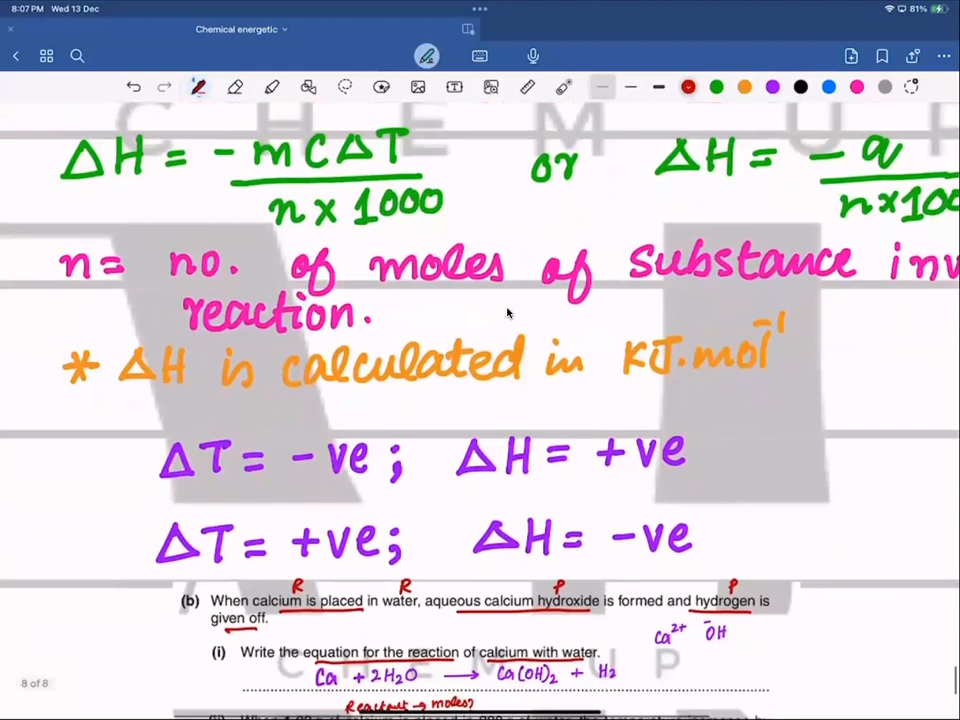 8:07 PM Wed 13 Dec
81%
Chemical energetic
C H E M U P
ΔH = - mCΔT / n x 1000 or ΔH = - q / n x 100
n = no. of moles of substance inv
reaction.
* ΔH is calculated in KJ.mol⁻¹
ΔT = -ve ; ΔH = +ve
ΔT = +ve; ΔH = -ve
R R P P
(b) When calcium is placed in water, aqueous calcium hydroxide is formed and hydrogen is
given off.
Ca²⁺ ⁻OH
(i) Write the equation for the reaction of calcium with water.
C H E M U P
Ca + 2H₂O → Ca(OH)₂ + H₂
8 of 8
Reactant → moles?